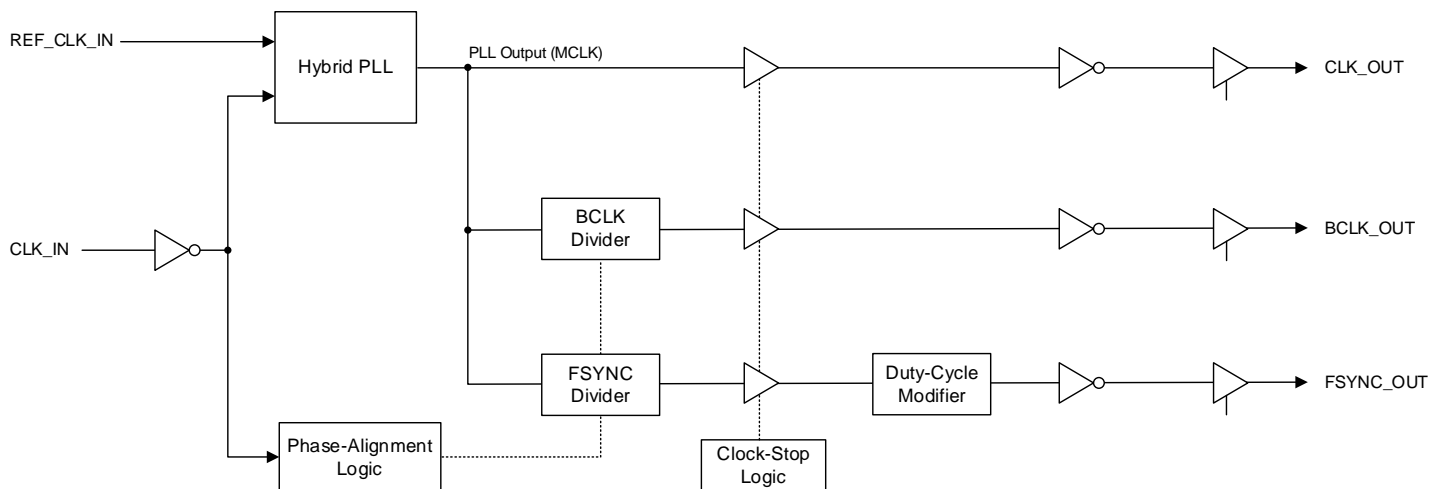 REF_CLK_IN
Hybrid PLL
PLL Output (MCLK)
CLK_OUT
CLK_IN
BCLK
Divider
BCLK_OUT
FSYNC
Divider
Duty-Cycle
Modifier
FSYNC_OUT
Phase-Alignment
Logic
Clock-Stop
Logic